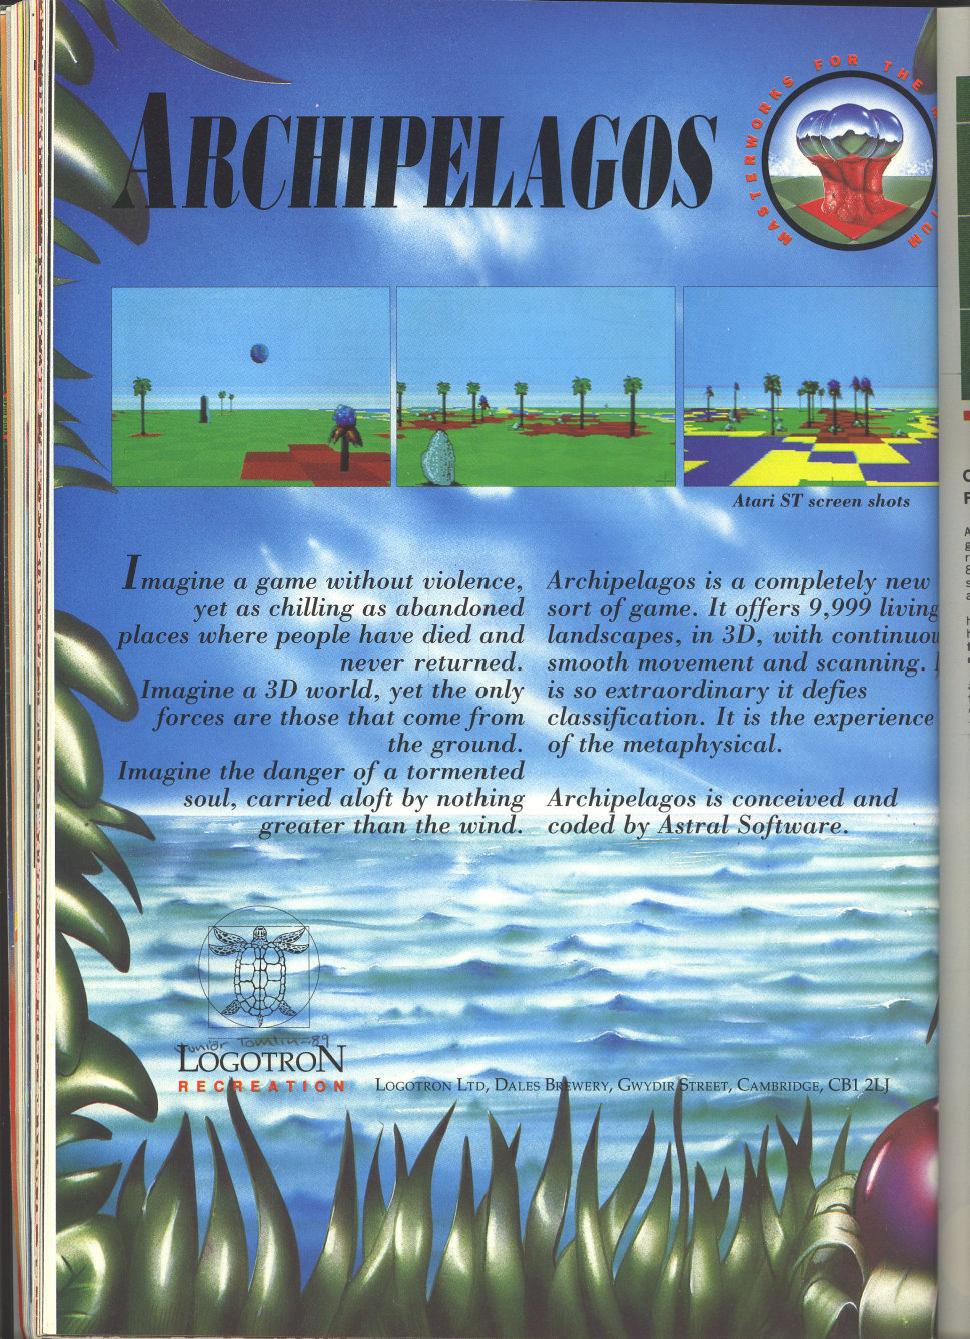 ARCHIPELAGOS
MASTERWORKS FOR THE
Atari ST screen shots
Imagine a game without violence,
yet as chilling as abandoned
places where people have died and
never returned.
Imagine a 3D world, yet the only
forces are those that come from
the ground.
Imagine the danger of a tormented
soul, carried aloft by nothing
greater than the wind.
Archipelagos is a completely new
sort of game. It offers 9,999 living
landscapes, in 3D, with continuou
smooth movement and scanning.
is so extraordinary it defies
classification. It is the experience
of the metaphysical.
Archipelagos is conceived and
coded by Astral Software.
Junior Tomlin-89
LOGOTRON
RECREATION
LOGOTRON LTD, DALES BREWERY, GWYDIR STREET, CAMBRIDGE, CB1 2LJ